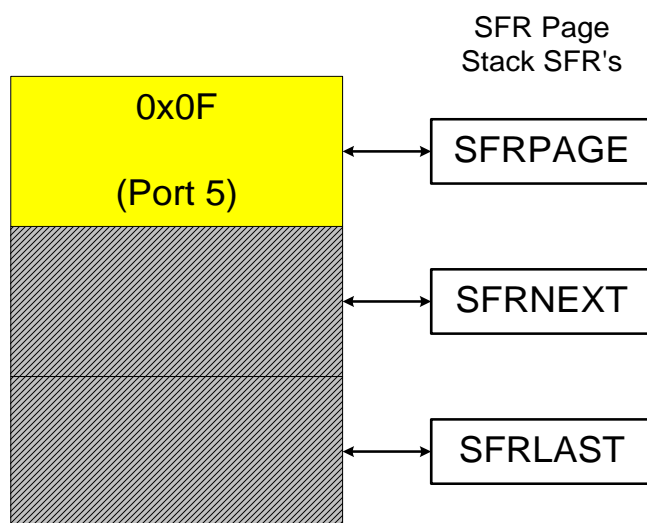 SFR Page
Stack SFR's
0x0F
(Port 5)
SFRPAGE
SFRNEXT
SFRLAST